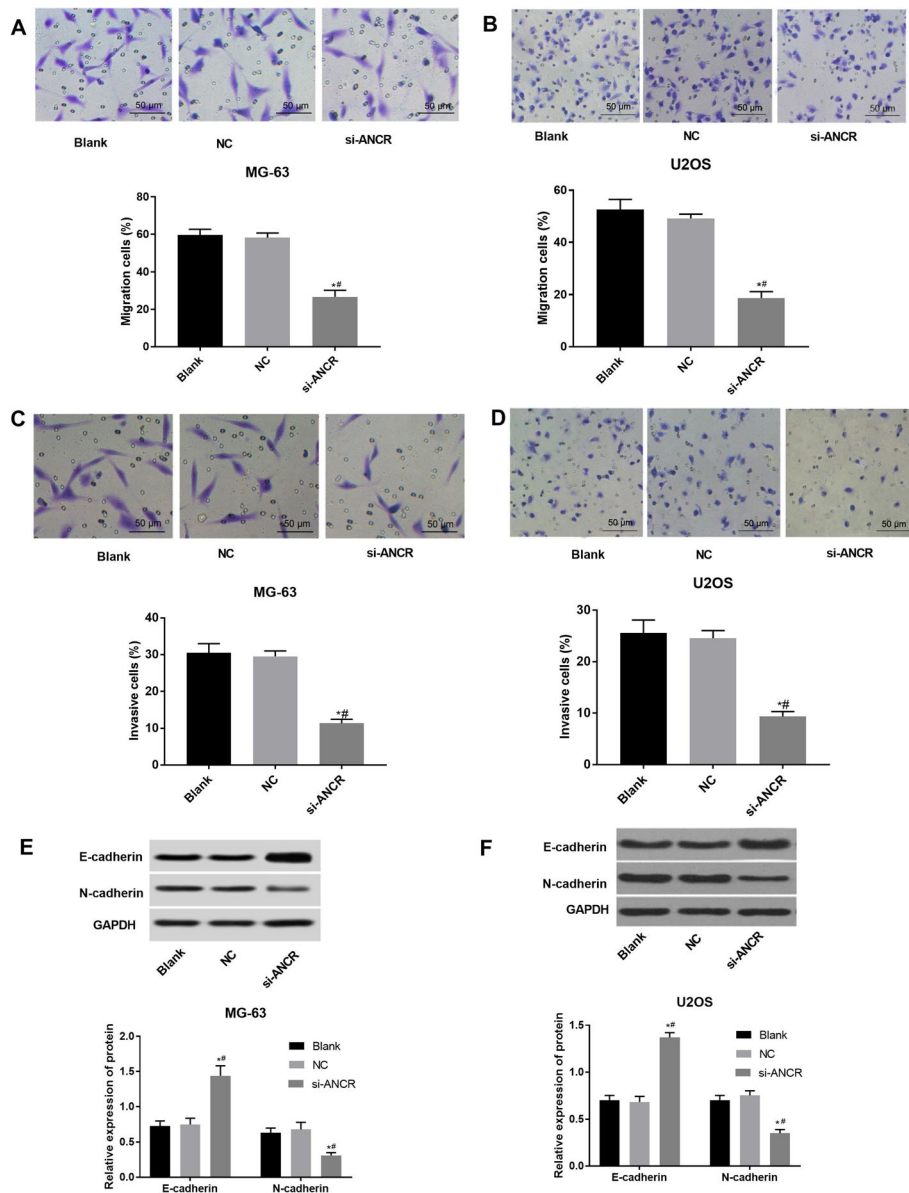 A
50 µm
50 µm
50 µm
Blank
NC
si-ANCR
MG-63
Migration cells (%)
80
60
40
20
0
Blank
NC
si-ANCR
*#
B
50 µm
50 µm
50 µm
Blank
NC
si-ANCR
U2OS
Migration cells (%)
60
40
20
0
Blank
NC
si-ANCR
*#
C
50 µm
50 µm
50 µm
Blank
NC
si-ANCR
MG-63
Invasive cells (%)
40
30
20
10
0
Blank
NC
si-ANCR
*#
D
50 µm
50 µm
50 µm
Blank
NC
si-ANCR
U2OS
Invasive cells (%)
30
20
10
0
Blank
NC
si-ANCR
*#
E
E-cadherin
N-cadherin
GAPDH
Blank
NC
si-ANCR
MG-63
Relative expression of protein
2.0
1.5
1.0
0.5
0.0
*#
*#
Blank
NC
si-ANCR
E-cadherin
N-cadherin
F
E-cadherin
N-cadherin
GAPDH
Blank
NC
si-ANCR
U2OS
Relative expression of protein
1.5
1.0
0.5
0.0
*#
*#
Blank
NC
si-ANCR
E-cadherin
N-cadherin